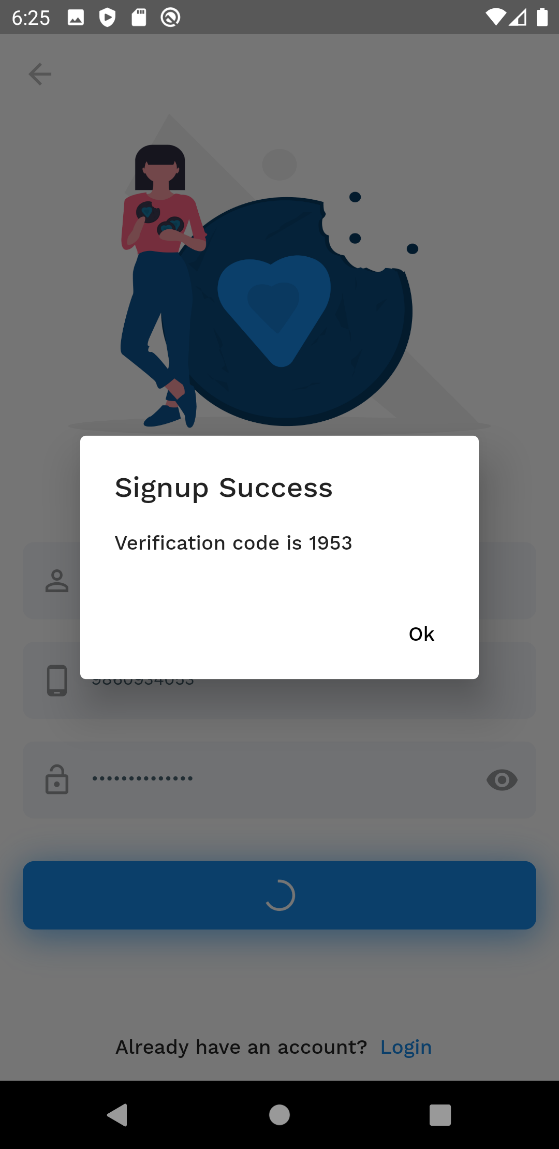 6:25
Signup Success
Verification code is 1953
Ok
••••••••••••••
Already have an account? Login